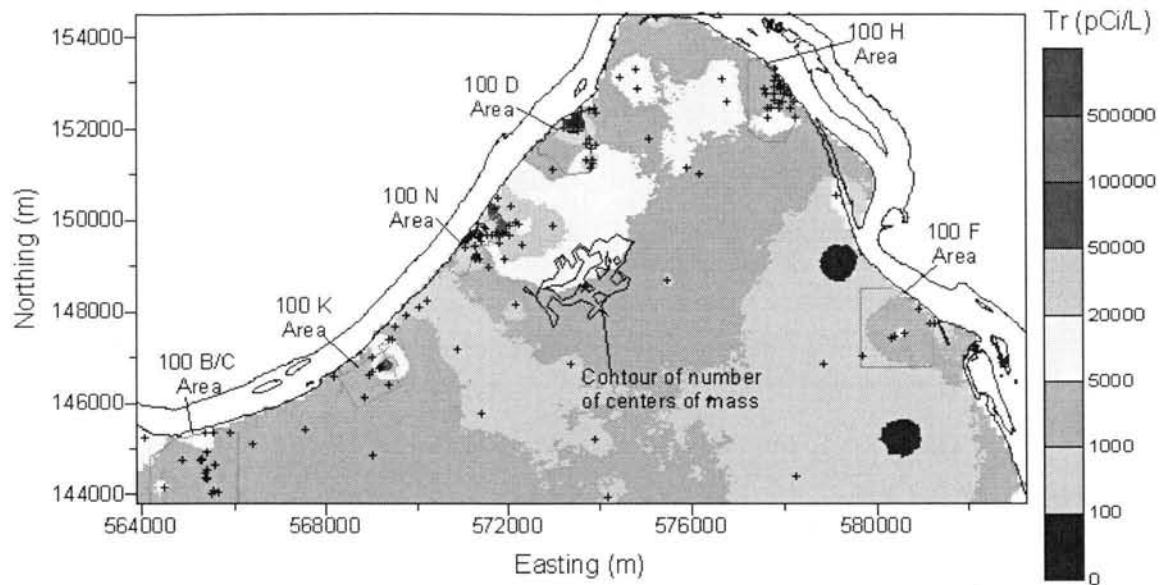 Tr (pCi/L)
154000
152000
150000
148000
146000
144000
Northing (m)
100 H
Area
100 D
Area
100 N
Area
100 F
Area
100 K
Area
100 B/C
Area
Contour of number
of centers of mass
500000
100000
50000
20000
5000
1000
100
0
564000
568000
572000
576000
580000
Easting (m)